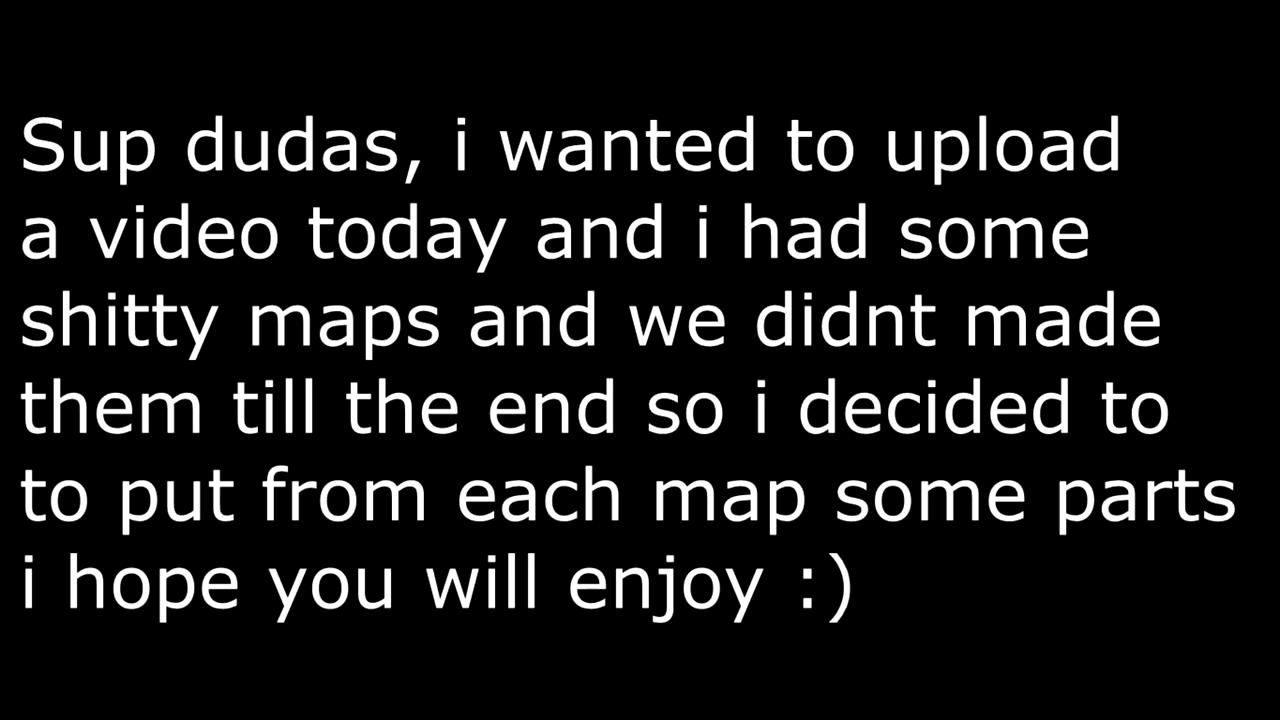 Sup dudas, i wanted to upload
a video today and i had some
shitty maps and we didnt made
them till the end so i decided to
to put from each map some parts
i hope you will enjoy :)